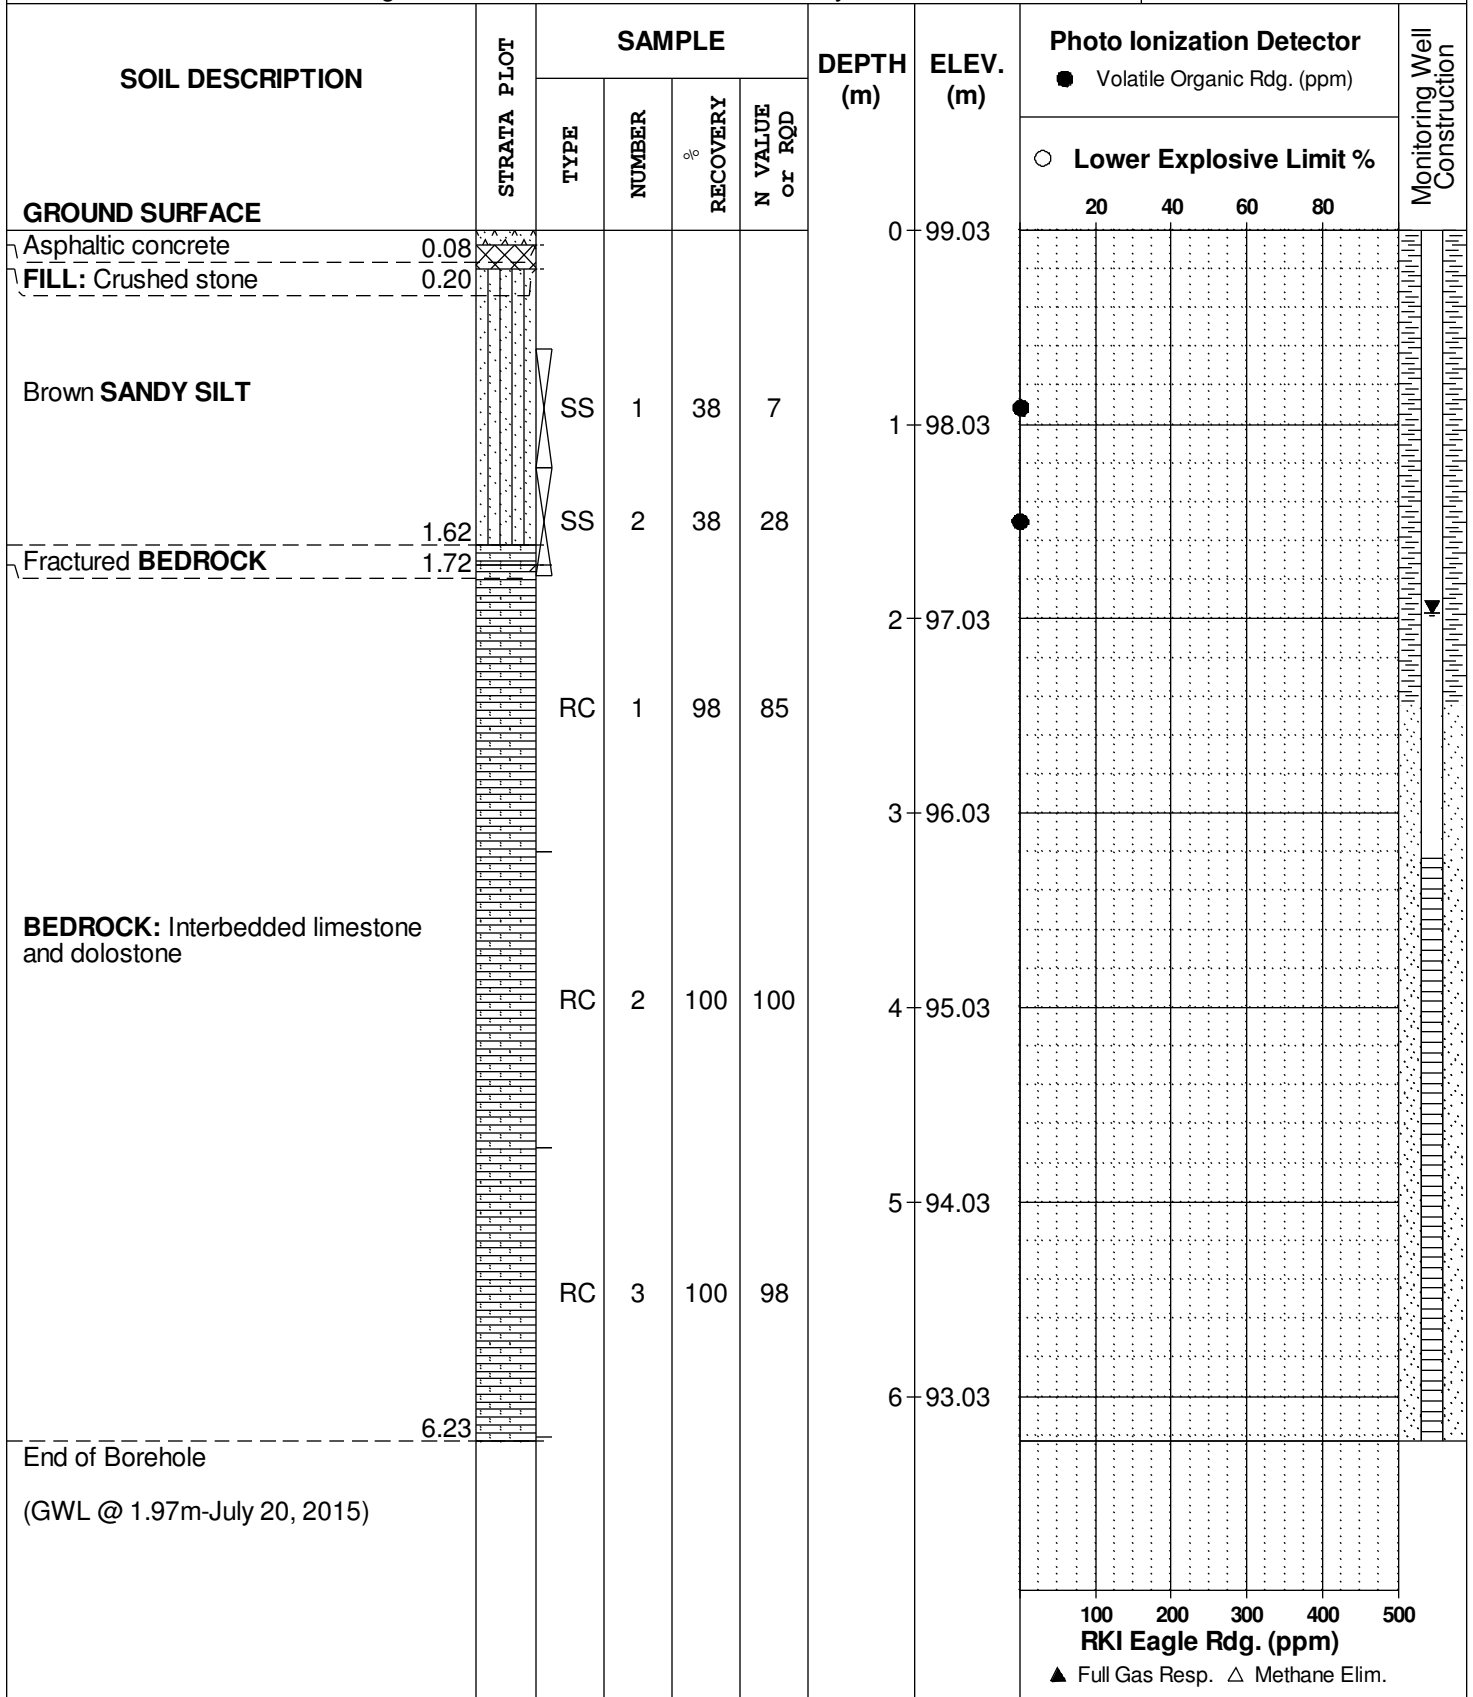 SOIL DESCRIPTION
STRATA PLOT
SAMPLE
TYPE
NUMBER
% RECOVERY
N VALUE or RQD
DEPTH (m)
ELEV. (m)
Photo Ionization Detector
● Volatile Organic Rdg. (ppm)
○ Lower Explosive Limit %
20 40 60 80
Monitoring Well Construction
GROUND SURFACE
0 99.03
Asphaltic concrete 0.08
FILL: Crushed stone 0.20
Brown SANDY SILT
SS 1 38 7
1 98.03
SS 2 38 28
1.62
Fractured BEDROCK 1.72
2 97.03
RC 1 98 85
3 96.03
BEDROCK: Interbedded limestone
and dolostone
RC 2 100 100
4 95.03
5 94.03
RC 3 100 98
6 93.03
6.23
End of Borehole
(GWL @ 1.97m-July 20, 2015)
100 200 300 400 500
RKI Eagle Rdg. (ppm)
▲ Full Gas Resp. △ Methane Elim.